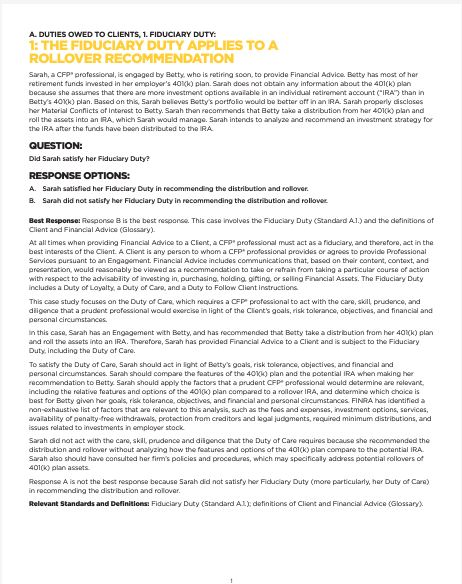 A. DUTIES OWED TO CLIENTS, 1. FIDUCIARY DUTY:
1: THE FIDUCIARY DUTY APPLIES TO A
ROLLOVER RECOMMENDATION
Sarah, a CFP® professional, is engaged by Betty, who is retiring soon, to provide Financial Advice. Betty has most of her
retirement funds invested in her employer's 401(k) plan. Sarah does not obtain any information about the 401(k) plan
because she assumes that there are more investment options available in an individual retirement account ("IRA") than in
Betty's 401(k) plan. Based on this, Sarah believes Betty's portfolio would be better off in an IRA. Sarah properly discloses
her Material Conflicts of Interest to Betty. Sarah then recommends that Betty take a distribution from her 401(k) plan and
roll the assets into an IRA, which Sarah would manage. Sarah intends to analyze and recommend an investment strategy for
the IRA after the funds have been distributed to the IRA.
QUESTION:
Did Sarah satisfy her Fiduciary Duty?
RESPONSE OPTIONS:
A. Sarah satisfied her Fiduciary Duty in recommending the distribution and rollover.
B. Sarah did not satisfy her Fiduciary Duty in recommending the distribution and rollover.
Best Response: Response B is the best response. This case involves the Fiduciary Duty (Standard A.1.) and the definitions of
Client and Financial Advice (Glossary).
At all times when providing Financial Advice to a Client, a CFP® professional must act as a fiduciary, and therefore, act in the
best interests of the Client. A Client is any person to whom a CFP® professional provides or agrees to provide Professional
Services pursuant to an Engagement. Financial Advice includes communications that, based on their content, context, and
presentation, would reasonably be viewed as a recommendation to take or refrain from taking a particular course of action
with respect to the advisability of investing in, purchasing, holding, gifting, or selling Financial Assets. The Fiduciary Duty
includes a Duty of Loyalty, a Duty of Care, and a Duty to Follow Client Instructions.
This case study focuses on the Duty of Care, which requires a CFP® professional to act with the care, skill, prudence, and
diligence that a prudent professional would exercise in light of the Client's goals, risk tolerance, objectives, and financial and
personal circumstances.
In this case, Sarah has an Engagement with Betty, and has recommended that Betty take a distribution from her 401(k) plan
and roll the assets into an IRA. Therefore, Sarah has provided Financial Advice to a Client and is subject to the Fiduciary
Duty, including the Duty of Care.
To satisfy the Duty of Care, Sarah should act in light of Betty's goals, risk tolerance, objectives, and financial and
personal circumstances. Sarah should compare the features of the 401(k) plan and the potential IRA when making her
recommendation to Betty. Sarah should apply the factors that a prudent CFP® professional would determine are relevant,
including the relative features and options of the 401(k) plan compared to a rollover IRA, and determine which choice is
best for Betty given her goals, risk tolerance, objectives, and financial and personal circumstances. FINRA has identified a
non-exhaustive list of factors that are relevant to this analysis, such as the fees and expenses, investment options, services,
availability of penalty-free withdrawals, protection from creditors and legal judgments, required minimum distributions, and
issues related to investments in employer stock.
Sarah did not act with the care, skill, prudence and diligence that the Duty of Care requires because she recommended the
distribution and rollover without analyzing how the features and options of the 401(k) plan compare to the potential IRA.
Sarah also should have consulted her firm's policies and procedures, which may specifically address potential rollovers of
401(k) plan assets.
Response A is not the best response because Sarah did not satisfy her Fiduciary Duty (more particularly, her Duty of Care)
in recommending the distribution and rollover.
Relevant Standards and Definitions: Fiduciary Duty (Standard A.1.); definitions of Client and Financial Advice (Glossary).
1